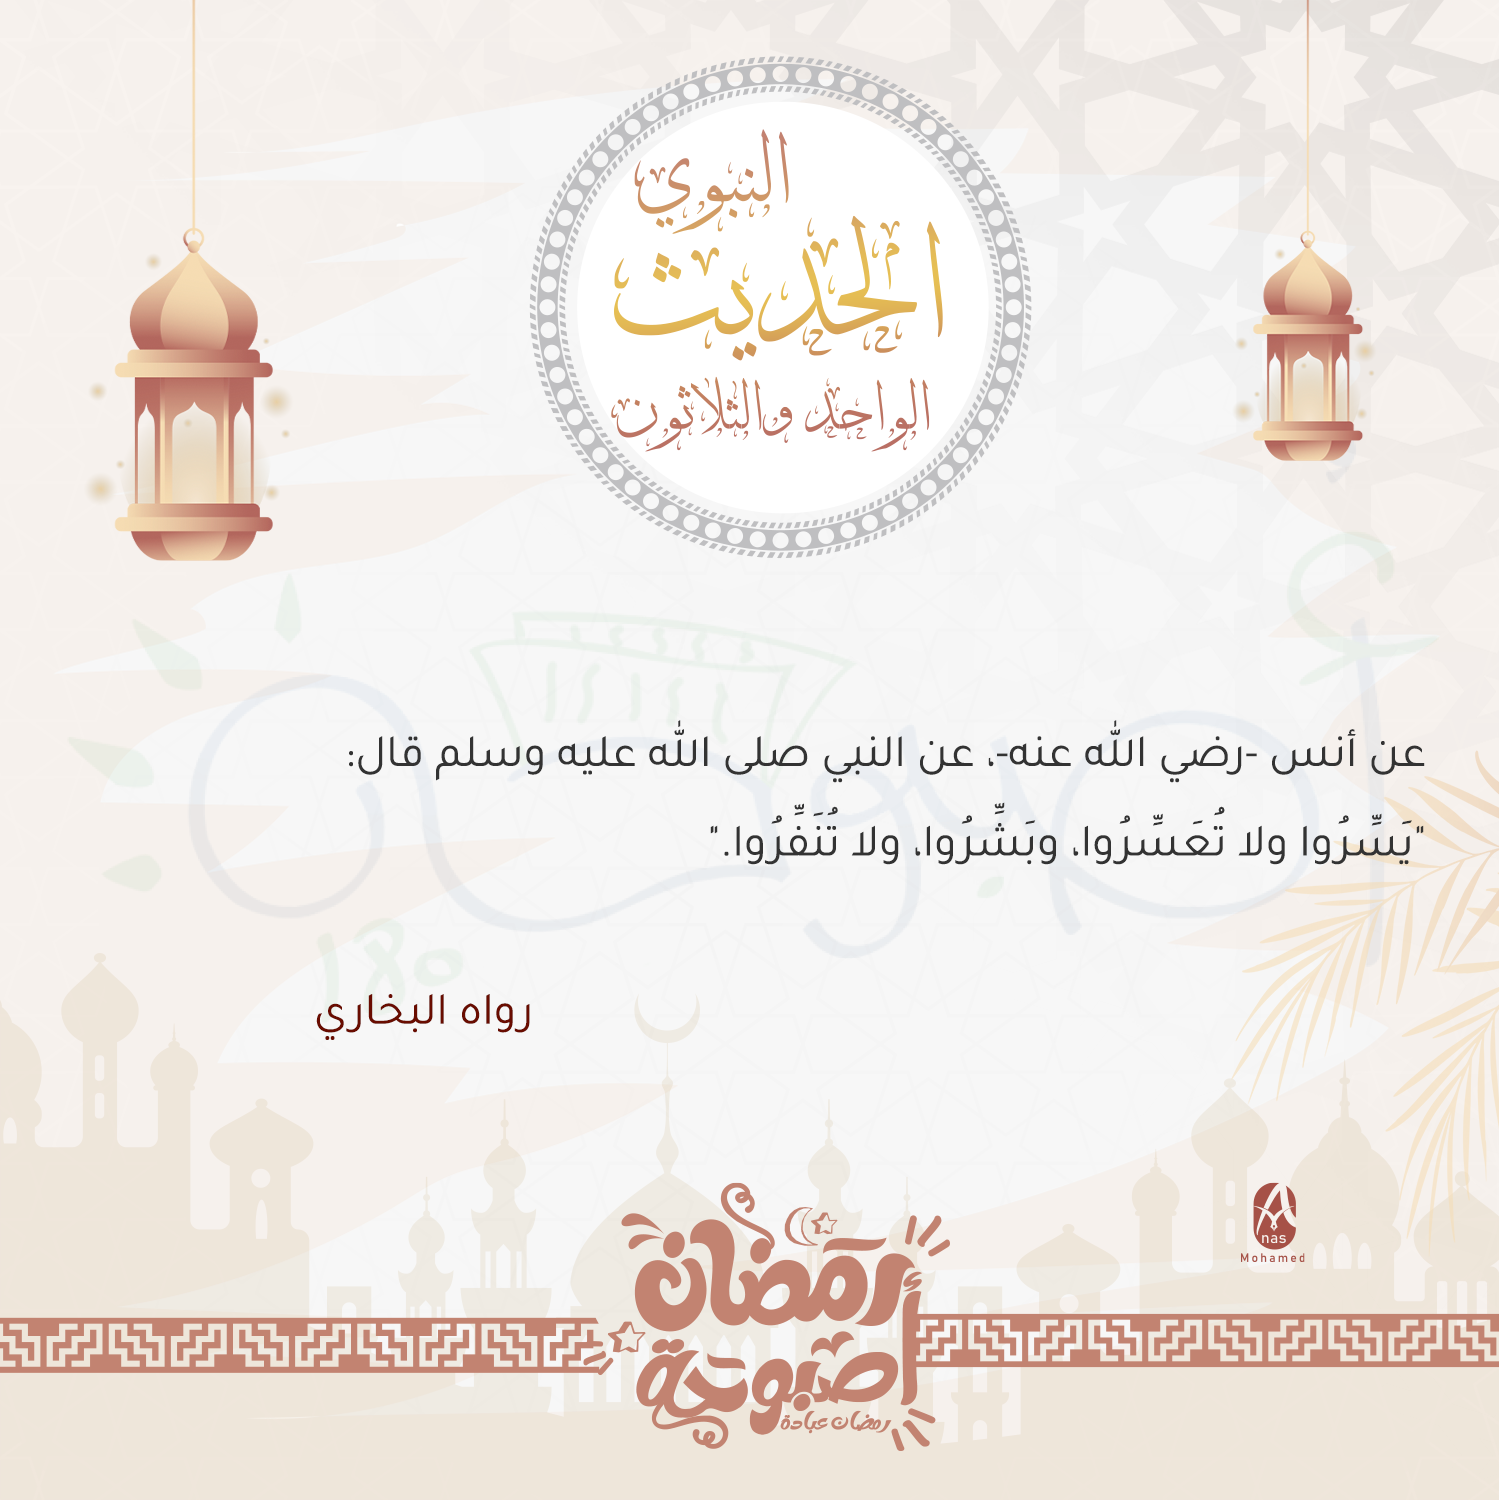 النبوي
الحديث
الواحد والثلاثون
عن أنس -رضي الله عنه-، عن النبي صلى الله عليه وسلم قال:
"يَسِّرُوا ولا تُعَسِّرُوا، وبَشِّرُوا، ولا تُنَفِّرُوا."
رواه البخاري
١٨٥
nas
Mohamed
رمضان
أصبوحة
رمضان عبادة